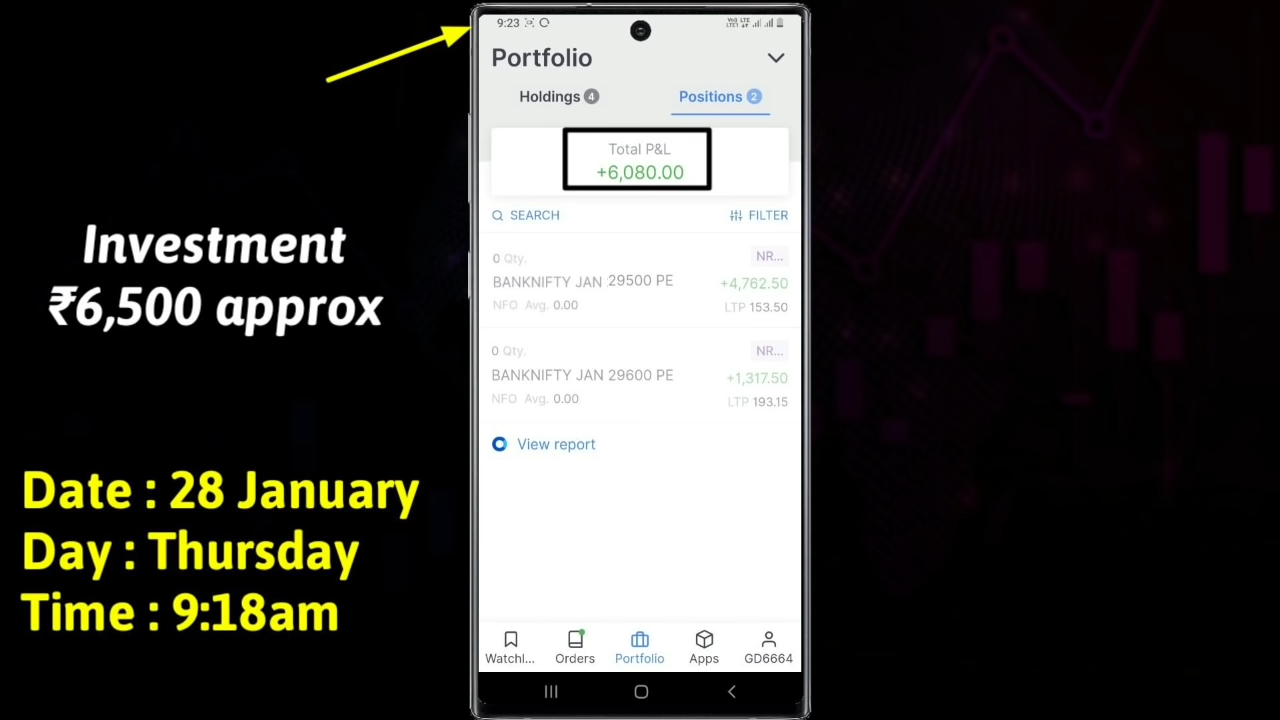 9:23
Portfolio
Holdings 4
Positions 2
Total P&L
+6,080.00
SEARCH
FILTER
0 Qty.
NR...
BANKNIFTY JAN 29500 PE
+4,762.50
NFO Avg. 0.00
LTP 153.50
0 Qty.
NR...
BANKNIFTY JAN 29600 PE
+1,317.50
NFO Avg. 0.00
LTP 193.15
View report
Watchl...
Orders
Portfolio
Apps
GD6664
Investment
₹6,500 approx
Date : 28 January
Day : Thursday
Time : 9:18am